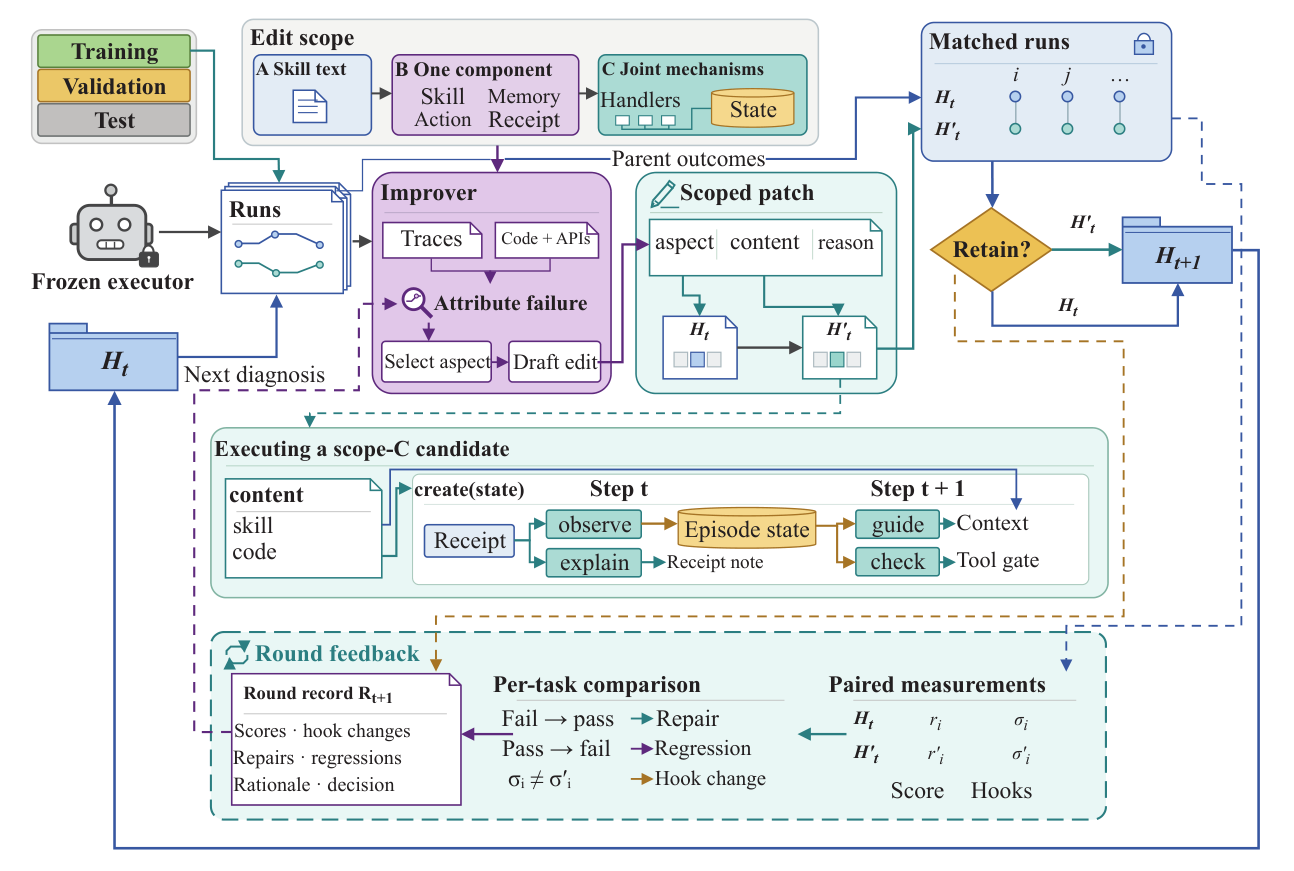 Training
Validation
Test
Edit scope
A Skill text
B One component
Skill Memory
Action Receipt
C Joint mechanisms
Handlers
State
Matched runs
i j …
H_t
H'_t
Parent outcomes
Frozen executor
Runs
H_t
Next diagnosis
Improver
Traces
Code + APIs
Attribute failure
Select aspect
Draft edit
Scoped patch
aspect content reason
H_t
H'_t
Retain?
H'_t
H_t
H_{t+1}
Executing a scope-C candidate
content
skill
code
create(state)
Step t
Step t + 1
Receipt
observe
explain
Episode state
Receipt note
guide
check
Context
Tool gate
Round feedback
Round record R_{t+1}
Scores · hook changes
Repairs · regressions
Rationale · decision
Per-task comparison
Fail → pass Repair
Pass → fail Regression
σ_i ≠ σ'_i Hook change
Paired measurements
H_t r_i σ_i
H'_t r'_i σ'_i
Score Hooks